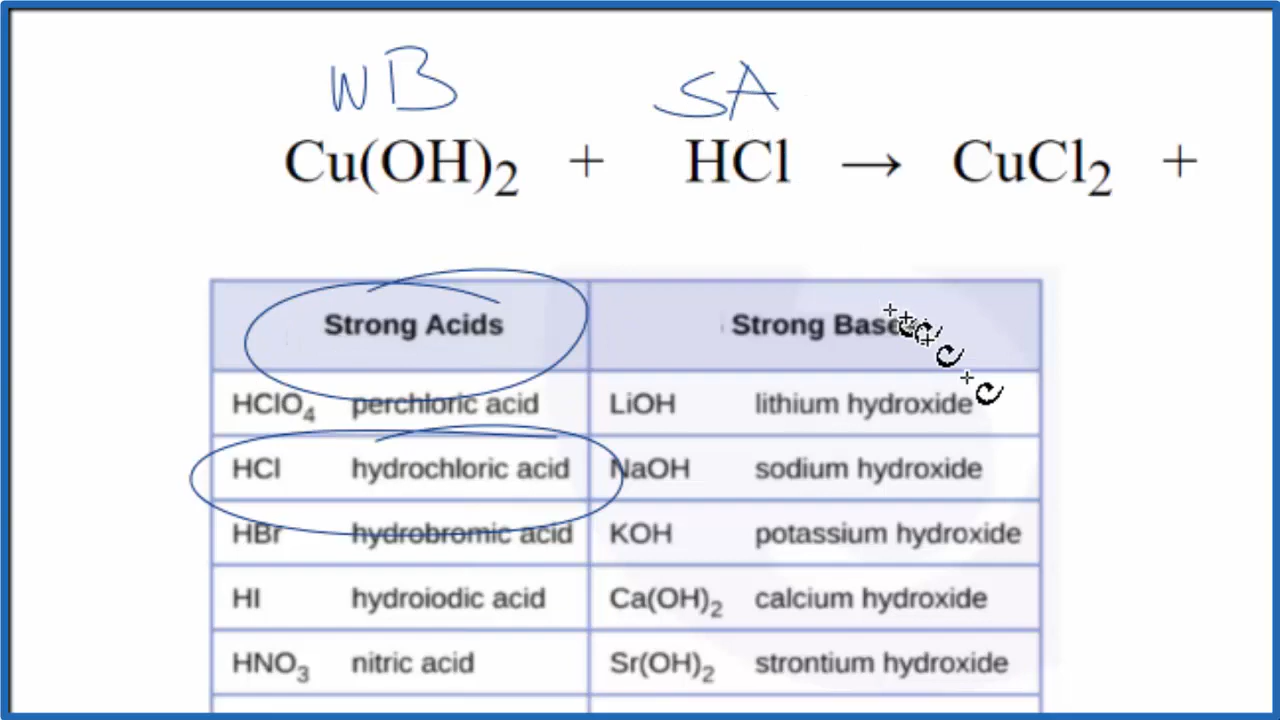 WB SA
Cu(OH)₂ + HCl → CuCl₂ +
Strong Acids Strong Bases
HClO₄ perchloric acid LiOH lithium hydroxide
HCl hydrochloric acid NaOH sodium hydroxide
HBr hydrobromic acid KOH potassium hydroxide
HI hydroiodic acid Ca(OH)₂ calcium hydroxide
HNO₃ nitric acid Sr(OH)₂ strontium hydroxide